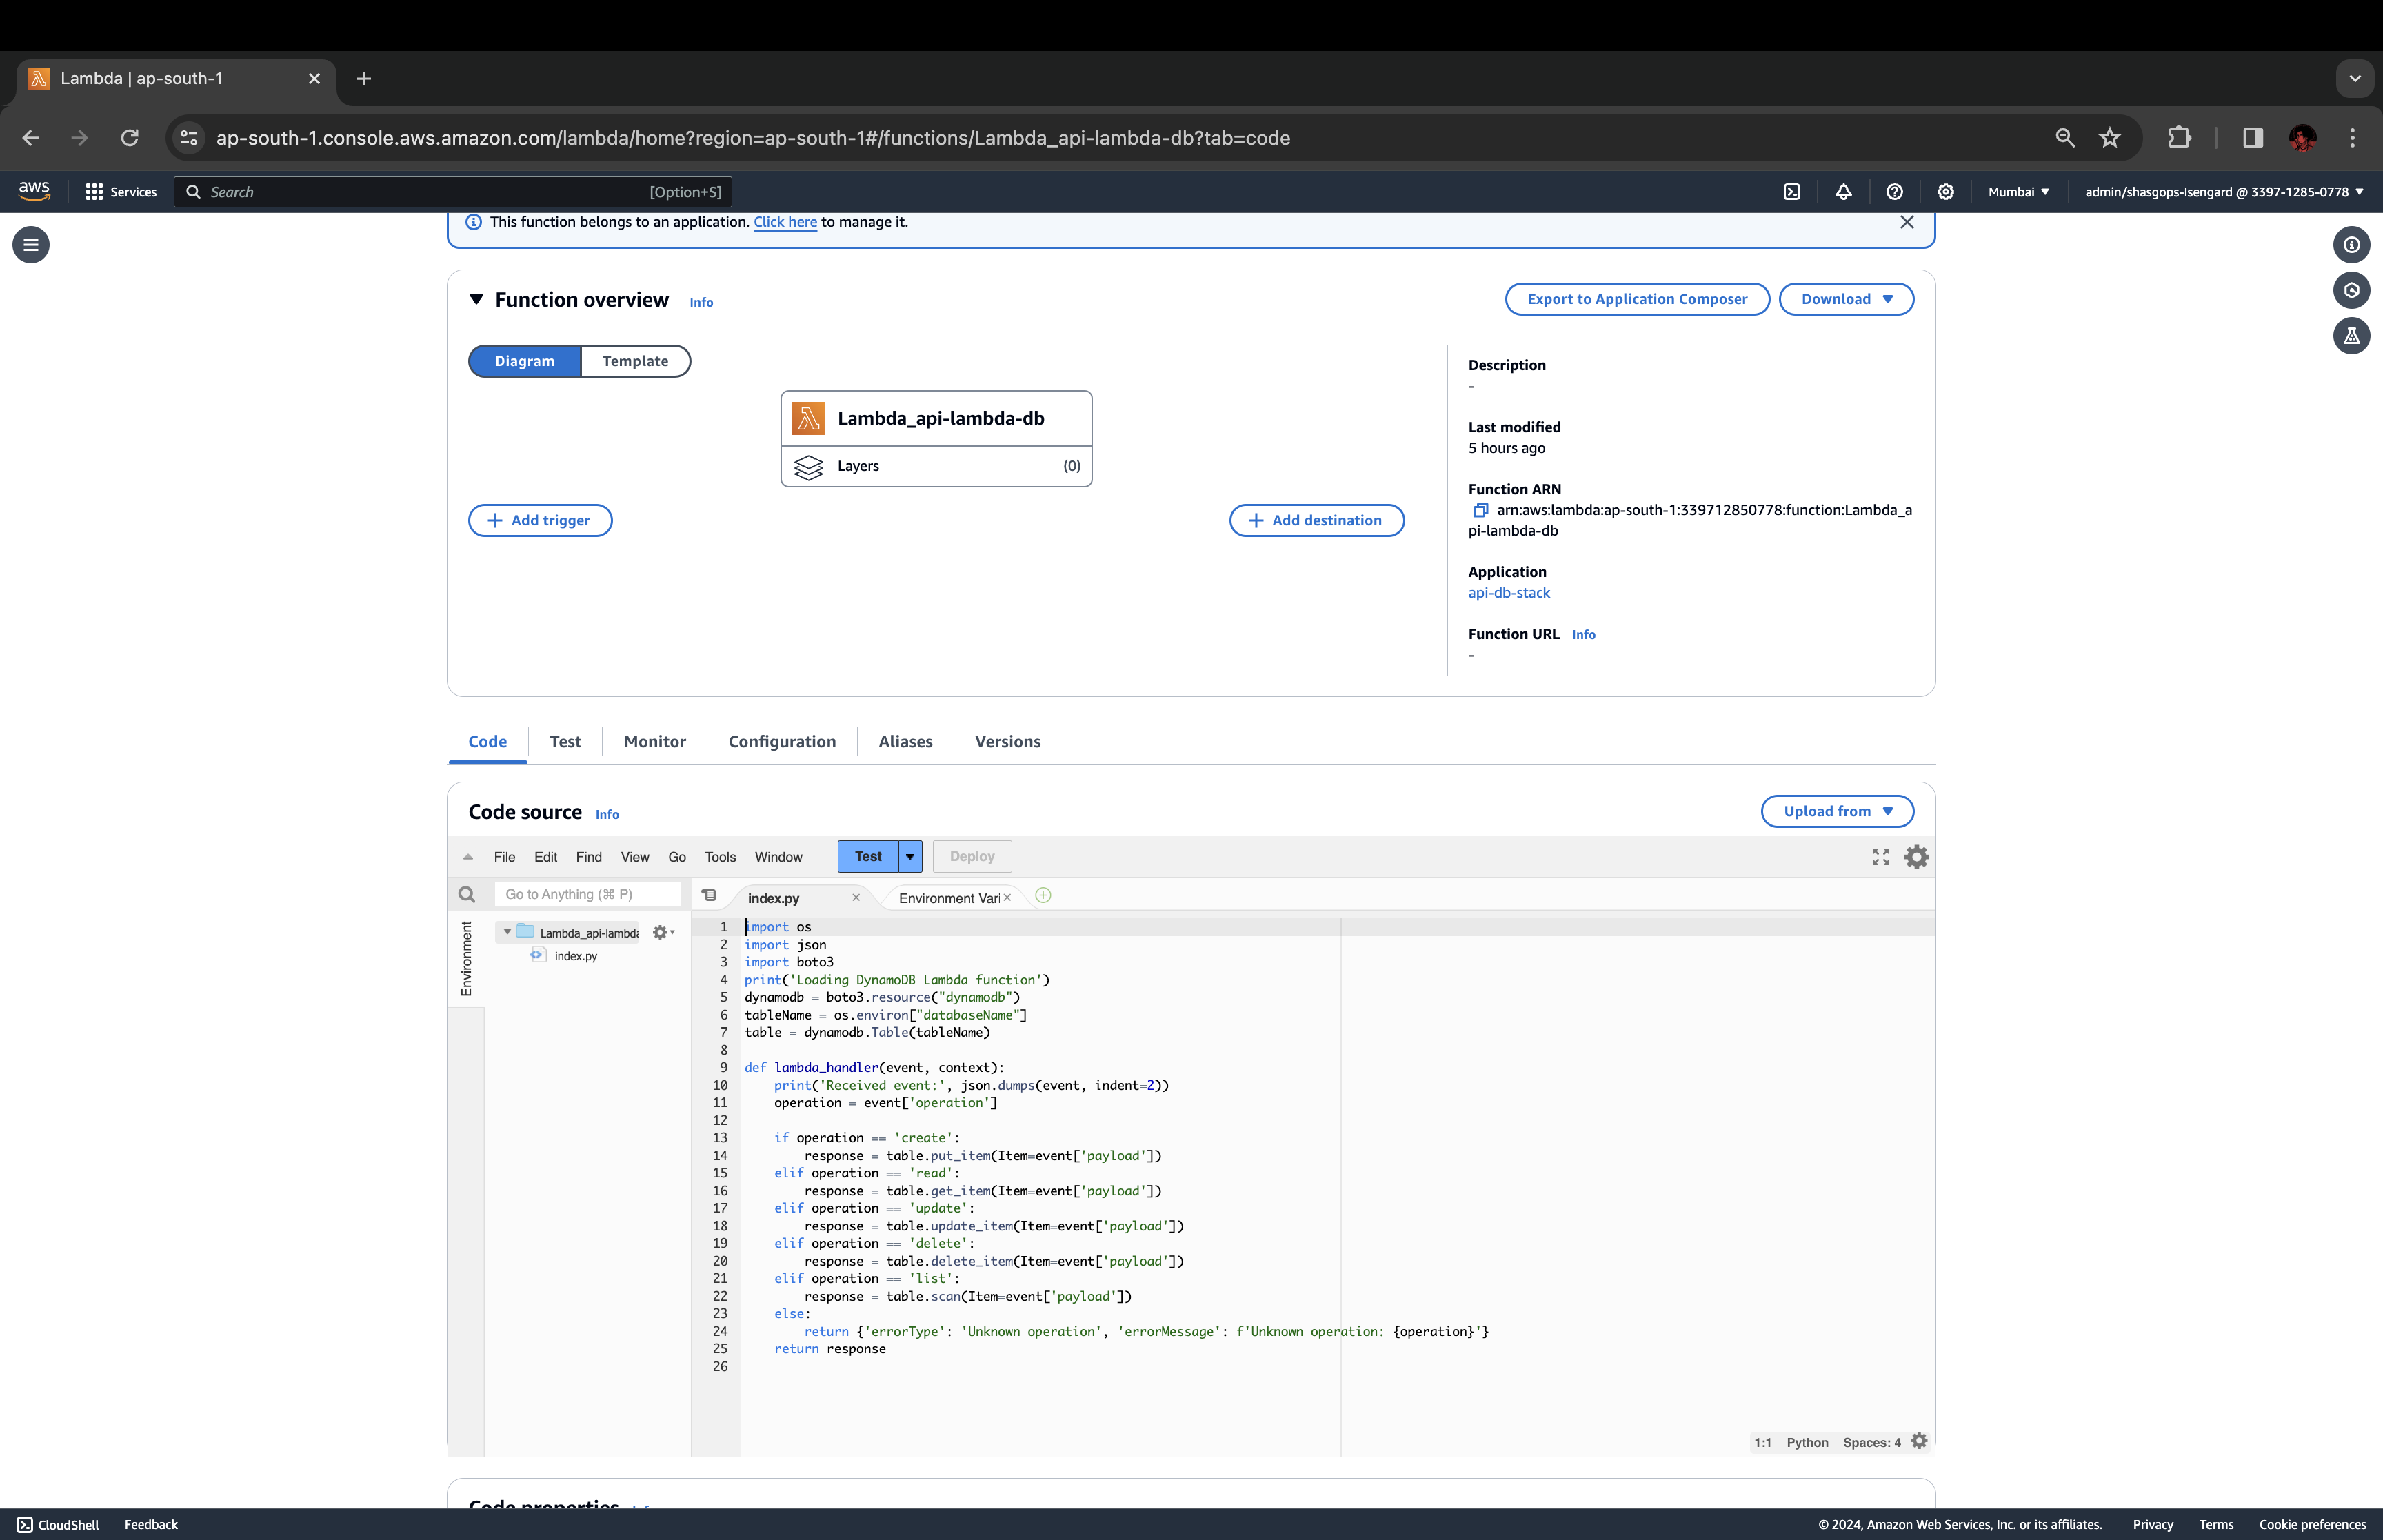 Lambda | ap-south-1
ap-south-1.console.aws.amazon.com/lambda/home?region=ap-south-1#/functions/Lambda_api-lambda-db?tab=code
aws Services Search [Option+S] Mumbai admin/shasgops-Isengard @ 3397-1285-0778
This function belongs to an application. Click here to manage it.
Function overview Info Export to Application Composer Download
Diagram Template
Lambda_api-lambda-db
Layers (0)
Add trigger
Add destination
Description
-
Last modified
5 hours ago
Function ARN
arn:aws:lambda:ap-south-1:339712850778:function:Lambda_a
pi-lambda-db
Application
api-db-stack
Function URL Info
-
Code Test Monitor Configuration Aliases Versions
Code source Info Upload from
File Edit Find View Go Tools Window Test Deploy
Go to Anything (⌘ P) index.py Environment Vari
Environment
Lambda_api-lambda
index.py
1 import os
2 import json
3 import boto3
4 print('Loading DynamoDB Lambda function')
5 dynamodb = boto3.resource("dynamodb")
6 tableName = os.environ["databaseName"]
7 table = dynamodb.Table(tableName)
8
9 def lambda_handler(event, context):
10 print('Received event:', json.dumps(event, indent=2))
11 operation = event['operation']
12
13 if operation == 'create':
14 response = table.put_item(Item=event['payload'])
15 elif operation == 'read':
16 response = table.get_item(Item=event['payload'])
17 elif operation == 'update':
18 response = table.update_item(Item=event['payload'])
19 elif operation == 'delete':
20 response = table.delete_item(Item=event['payload'])
21 elif operation == 'list':
22 response = table.scan(Item=event['payload'])
23 else:
24 return {'errorType': 'Unknown operation', 'errorMessage': f'Unknown operation: {operation}'}
25 return response
26
1:1 Python Spaces: 4
Code properties Info
CloudShell Feedback © 2024, Amazon Web Services, Inc. or its affiliates. Privacy Terms Cookie preferences